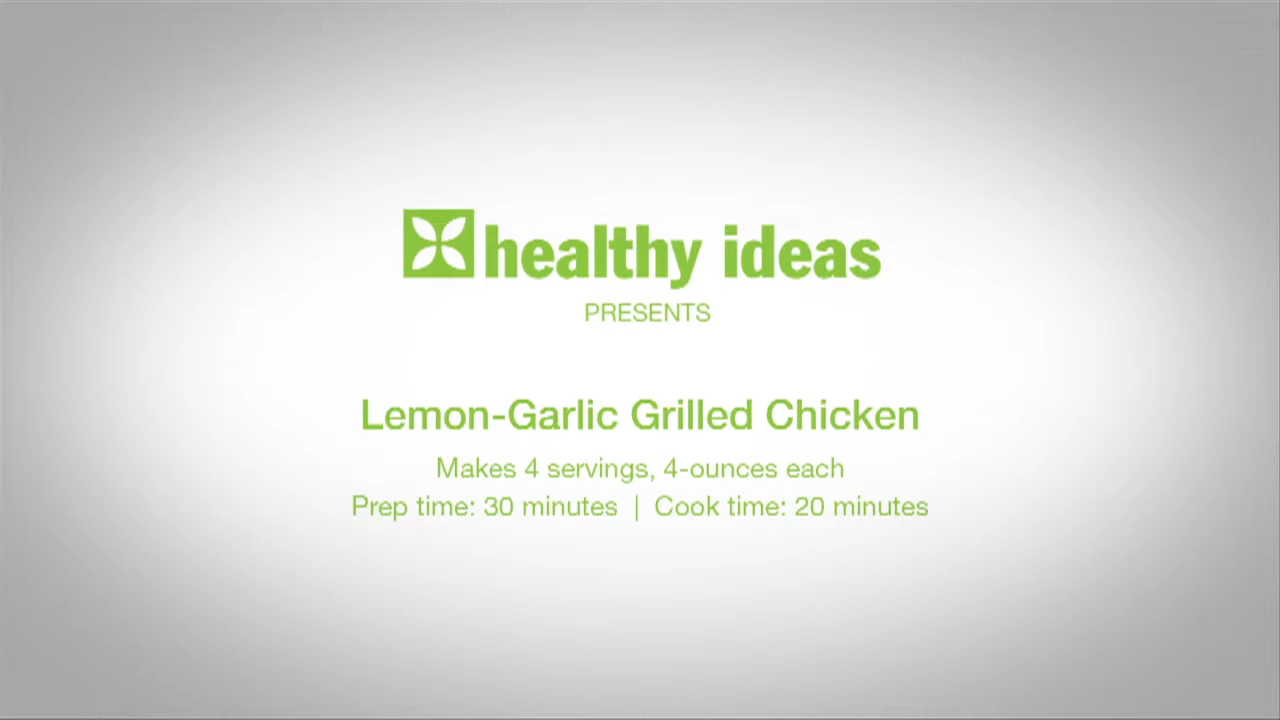 healthy ideas
PRESENTS
Lemon-Garlic Grilled Chicken
Makes 4 servings, 4-ounces each
Prep time: 30 minutes | Cook time: 20 minutes